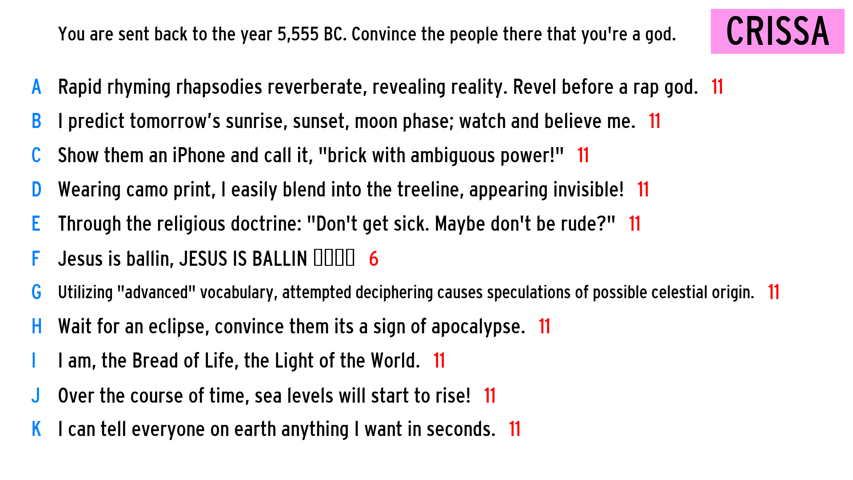 You are sent back to the year 5,555 BC. Convince the people there that you're a god.
CRISSA
A Rapid rhyming rhapsodies reverberate, revealing reality. Revel before a rap god. 11
B I predict tomorrow’s sunrise, sunset, moon phase; watch and believe me. 11
C Show them an iPhone and call it, "brick with ambiguous power!" 11
D Wearing camo print, I easily blend into the treeline, appearing invisible! 11
E Through the religious doctrine: "Don't get sick. Maybe don't be rude?" 11
F Jesus is ballin, JESUS IS BALLIN 6
G Utilizing "advanced" vocabulary, attempted deciphering causes speculations of possible celestial origin. 11
H Wait for an eclipse, convince them its a sign of apocalypse. 11
I I am, the Bread of Life, the Light of the World. 11
J Over the course of time, sea levels will start to rise! 11
K I can tell everyone on earth anything I want in seconds. 11